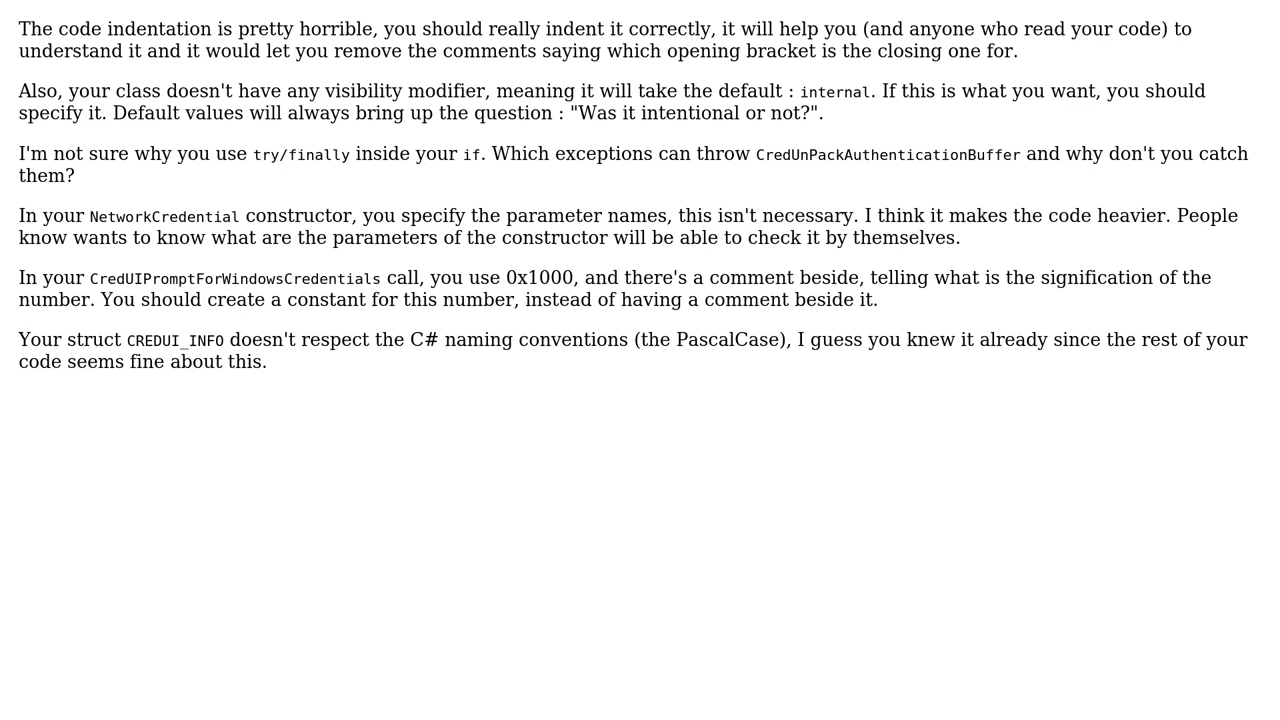 The code indentation is pretty horrible, you should really indent it correctly, it will help you (and anyone who read your code) to
understand it and it would let you remove the comments saying which opening bracket is the closing one for.
Also, your class doesn't have any visibility modifier, meaning it will take the default : internal. If this is what you want, you should
specify it. Default values will always bring up the question : "Was it intentional or not?".
I'm not sure why you use try/finally inside your if. Which exceptions can throw CredUnPackAuthenticationBuffer and why don't you catch
them?
In your NetworkCredential constructor, you specify the parameter names, this isn't necessary. I think it makes the code heavier. People
know wants to know what are the parameters of the constructor will be able to check it by themselves.
In your CredUIPromptForWindowsCredentials call, you use 0x1000, and there's a comment beside, telling what is the signification of the
number. You should create a constant for this number, instead of having a comment beside it.
Your struct CREDUI_INFO doesn't respect the C# naming conventions (the PascalCase), I guess you knew it already since the rest of your
code seems fine about this.